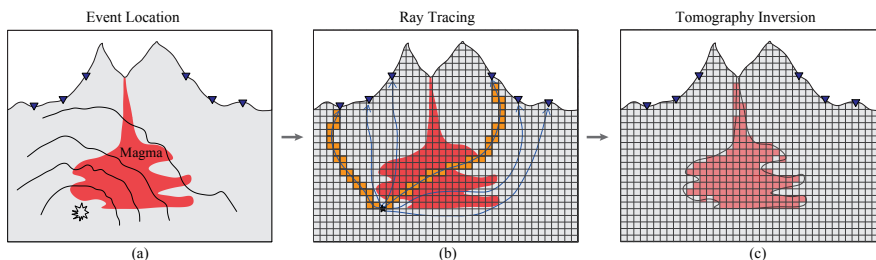 Event Location
Ray Tracing
Tomography Inversion
Magma
(a)
(b)
(c)